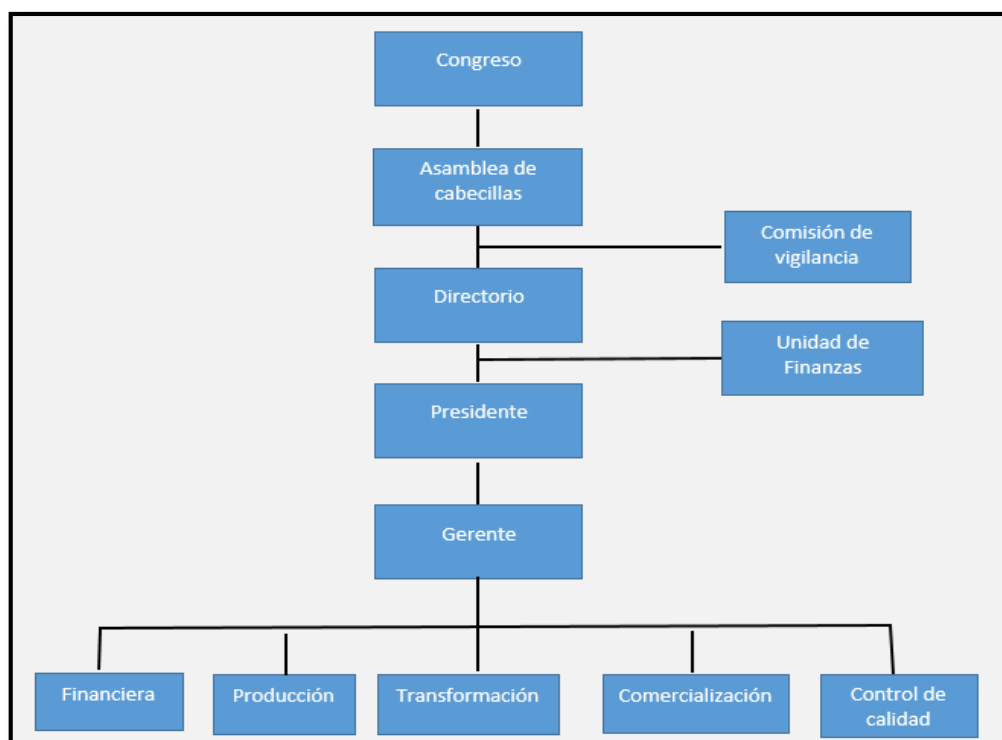 Congreso
Asamblea de
cabecillas
Comisión de
vigilancia
Directorio
Unidad de
Finanzas
Presidente
Gerente
Financiera
Producción
Transformación
Comercialización
Control de
calidad